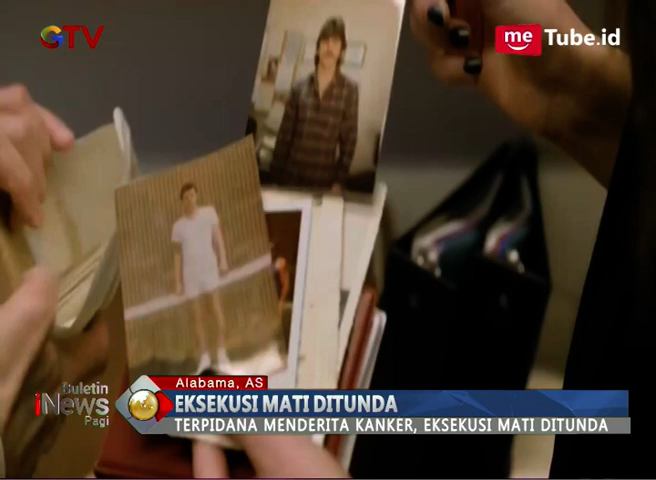 GTV
me Tube.id
Alabama, AS
EKSEKUSI MATI DITUNDA
TERPIDANA MENDERITA KANKER, EKSEKUSI MATI DITUNDA
Buletin
iNews
Pagi